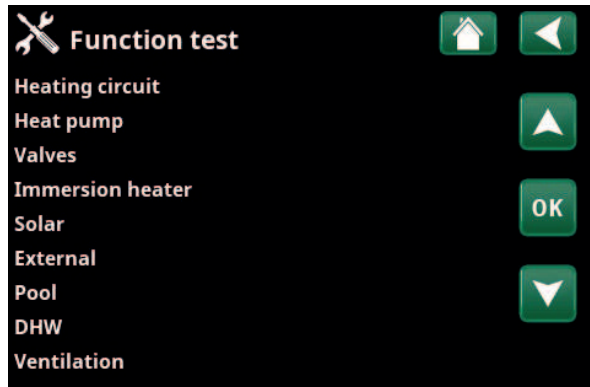 Function test
Heating circuit
Heat pump
Valves
Immersion heater
Solar
OK
External
Pool
DHW
Ventilation